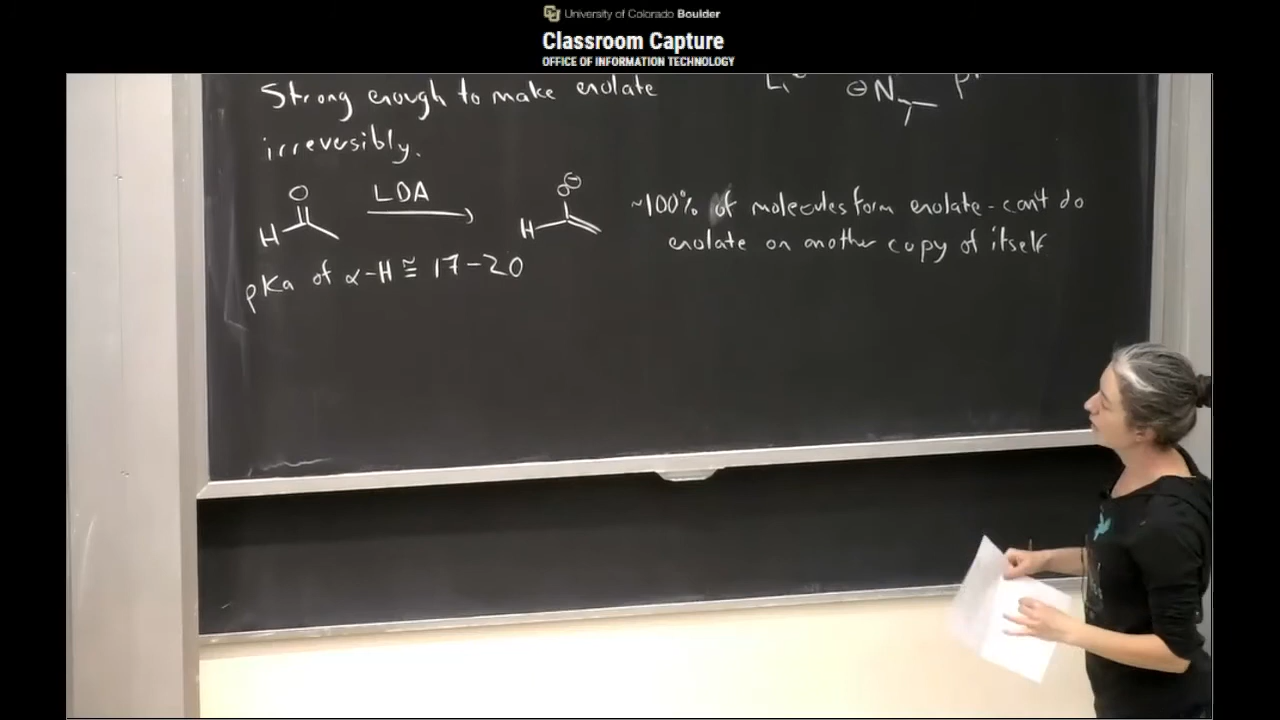 University of Colorado Boulder
Classroom Capture
OFFICE OF INFORMATION TECHNOLOGY
Strong enough to make enolate
irreversibly.
Li
⊖N
O
LDA
O⊖
H
H
~100% of molecules form enolate - can't do
enolate on another copy of itself
pKa of α-H ≅ 17-20